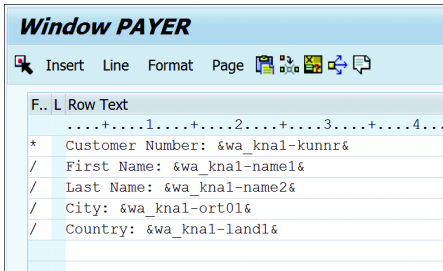 Window PAYER
Insert Line Format Page
F.. L Row Text
....+....1....+....2....+....3....+....4...
* Customer Number: &wa_kna1-kunnr&
/ First Name: &wa_kna1-name1&
/ Last Name: &wa_kna1-name2&
/ City: &wa_kna1-ort01&
/ Country: &wa_kna1-land1&